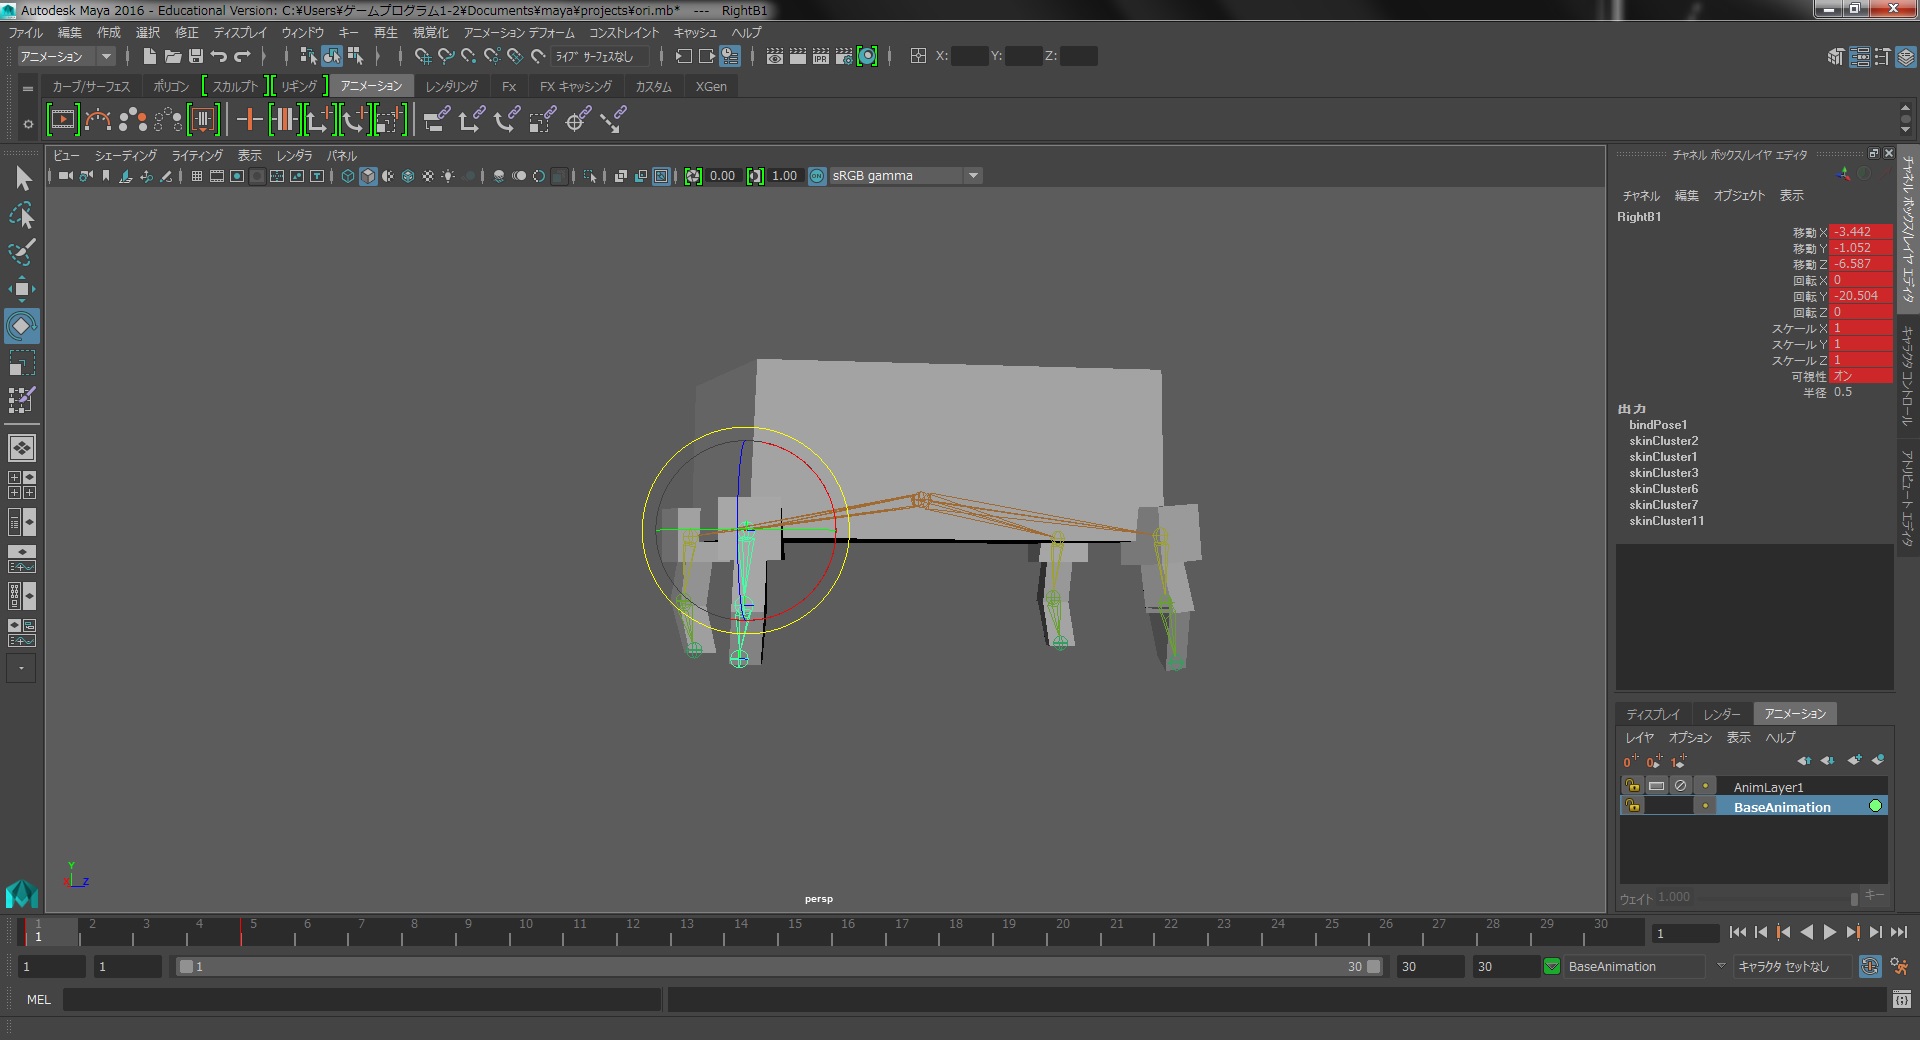 Autodesk Maya 2016 - Educational Version: C:¥Users¥ゲームプログラム1-2¥Documents¥maya¥projects¥ori.mb* --- RightB1
ファイル 編集 作成 選択 修正 ディスプレイ ウィンドウ キー 再生 視覚化 アニメーション デフォーム コンストレイント キャッシュ ヘルプ
アニメーション ライブ サーフェスなし X: Y: Z:
カーブ/サーフェス ポリゴン スカルプト リギング アニメーション レンダリング Fx FX キャッシング カスタム XGen
ビュー シェーディング ライティング 表示 レンダラ パネル
0.00 1.00 ON sRGB gamma
persp
Y
X Z
チャネル ボックス/レイヤ エディタ
チャネル 編集 オブジェクト 表示
RightB1
移動 X -3.442
移動 Y -1.052
移動 Z -6.587
回転 X 0
回転 Y -20.504
回転 Z 0
スケール X 1
スケール Y 1
スケール Z 1
可視性 オン
半径 0.5
出力
bindPose1
skinCluster2
skinCluster1
skinCluster3
skinCluster6
skinCluster7
skinCluster11
チャネル ボックス/レイヤ エディタ
キャラクタ コントロール
アトリビュート エディタ
ディスプレイ レンダー アニメーション
レイヤ オプション 表示 ヘルプ
AnimLayer1
BaseAnimation
ウェイト 1.000 キー
1 2 3 4 5 6 7 8 9 10 11 12 13 14 15 16 17 18 19 20 21 22 23 24 25 26 27 28 29 30
1 1
1 1 1 30 30 30 BaseAnimation キャラクタ セットなし
MEL